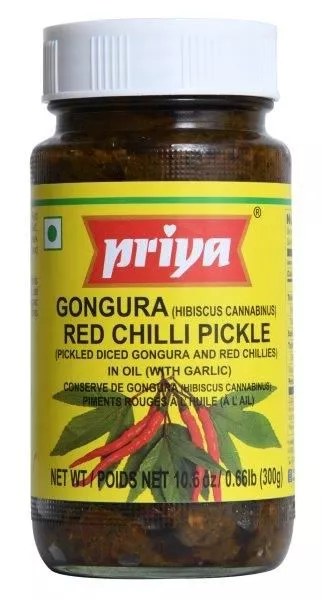 priya®
GONGURA (HIBISCUS CANNABINUS)
RED CHILLI PICKLE
(PICKLED DICED GONGURA AND RED CHILLIES)
IN OIL (WITH GARLIC)
CONSERVE DE GONGURA (HIBISCUS CANNABINUS)
PIMENTS ROUGES À L'HUILE (À L'AIL)
NET WT / POIDS NET 10.6 oz/ 0.66lb (300g)